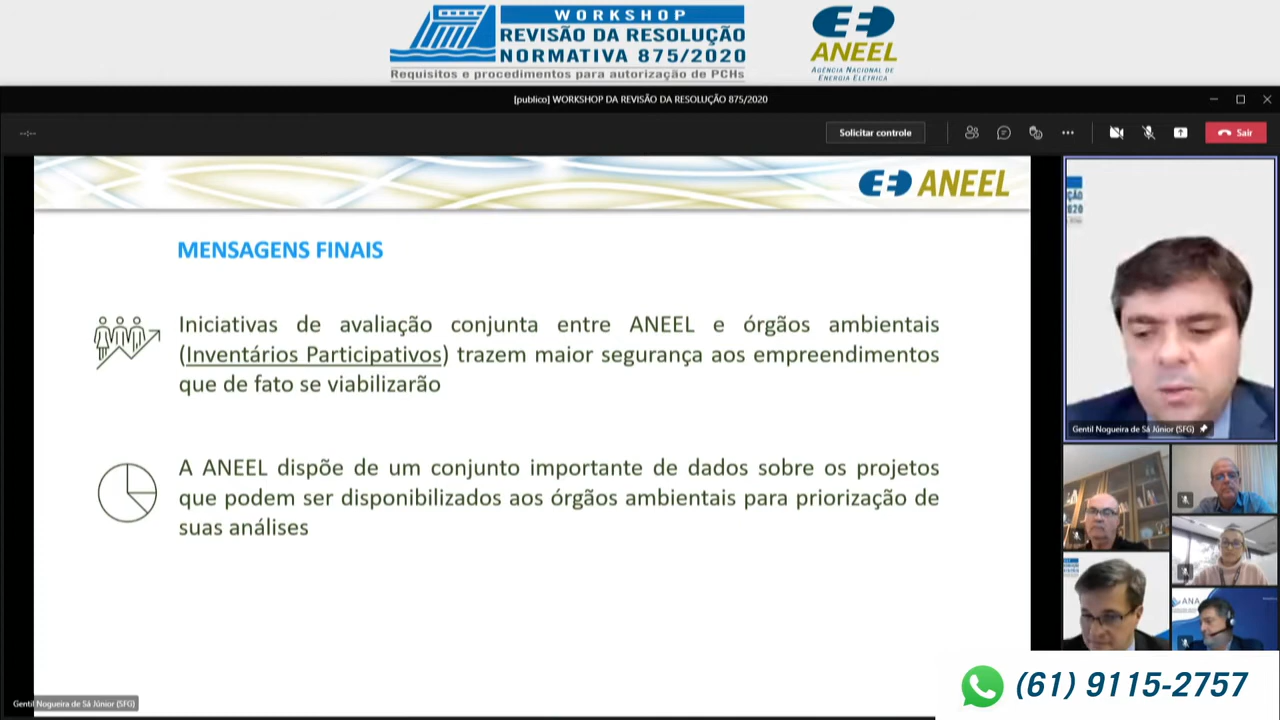 WORKSHOP
REVISÃO DA RESOLUÇÃO
NORMATIVA 875/2020
Requisitos e procedimentos para autorização de PCHs
ANEEL
AGÊNCIA NACIONAL DE
ENERGIA ELÉTRICA
[publico] WORKSHOP DA REVISÃO DA RESOLUÇÃO 875/2020
--:--
Solicitar controle
Sair
ANEEL
MENSAGENS FINAIS
Iniciativas de avaliação conjunta entre ANEEL e órgãos ambientais
(Inventários Participativos) trazem maior segurança aos empreendimentos
que de fato se viabilizarão
A ANEEL dispõe de um conjunto importante de dados sobre os projetos
que podem ser disponibilizados aos órgãos ambientais para priorização de
suas análises
Gentil Nogueira de Sá Júnior (SFG)
ANA
Gentil Nogueira de Sá Júnior (SFG)
(61) 9115-2757